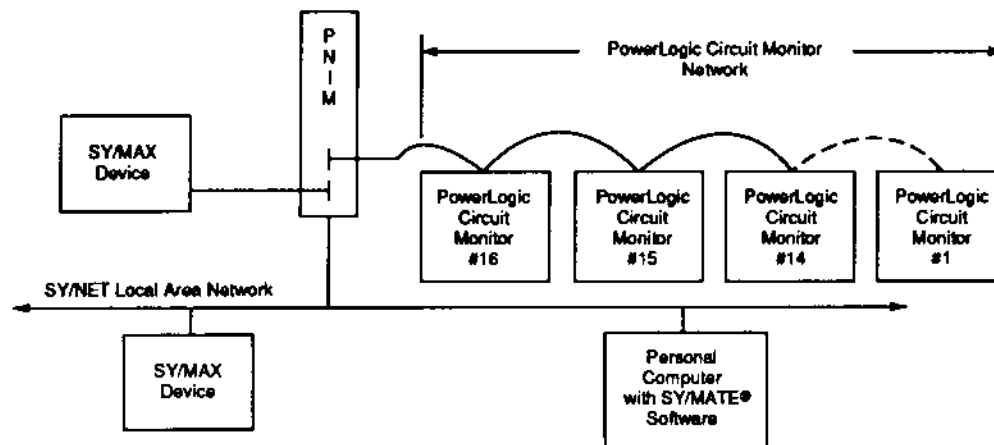 P
N
I
M
PowerLogic Circuit Monitor
Network
SY/MAX
Device
PowerLogic
Circuit
Monitor
#16
PowerLogic
Circuit
Monitor
#15
PowerLogic
Circuit
Monitor
#14
PowerLogic
Circuit
Monitor
#1
SY/NET Local Area Network
SY/MAX
Device
Personal
Computer
with SY/MATE®
Software